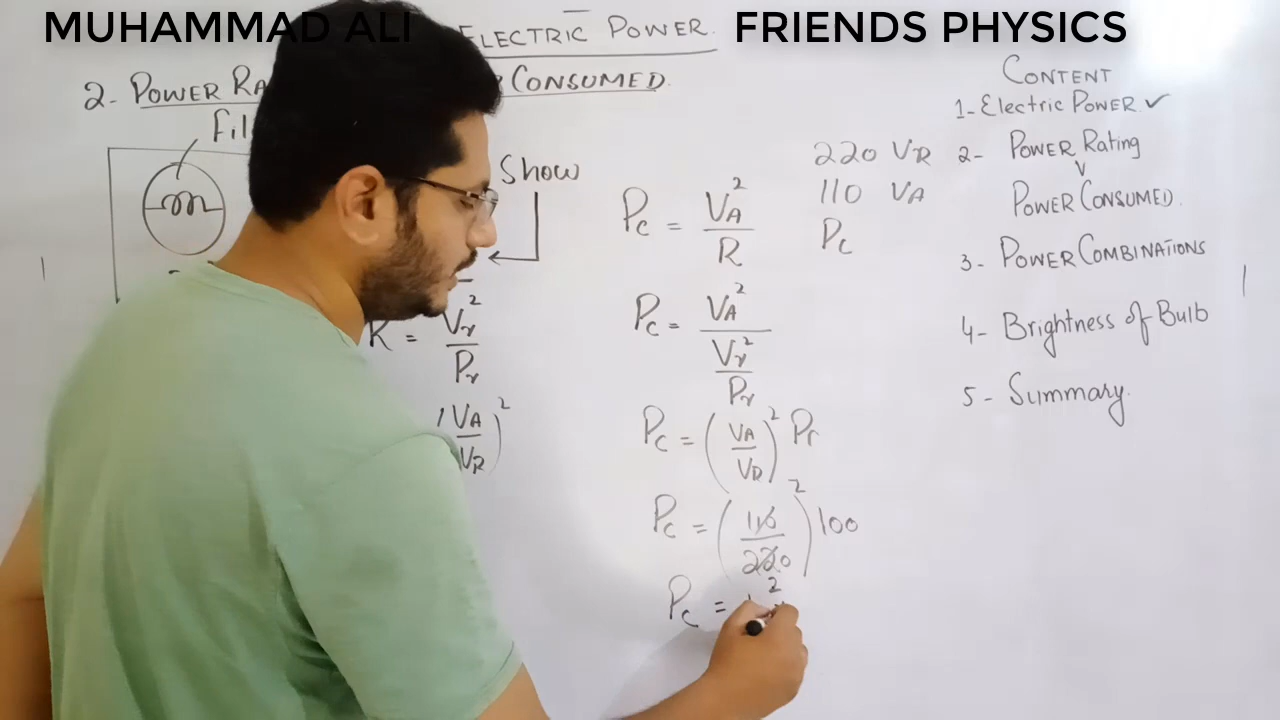 MUHAMMAD ALI FRIENDS PHYSICS
ELECTRIC POWER.
2- POWER CONSUMED.
Show
R = Vr² / Pr
(VA / VR)²
Pc = VA² / R
Pc = VA² / (Vr² / Pr)
Pc = (VA / VR)² Pr
Pc = (110 / 220)² 100
Pc =
220 VR
110 VA
Pc
CONTENT
1- Electric POWER ✓
2- POWER Rating
V
POWER CONSUMED.
3- POWER COMBINATIONS
4- Brightness of Bulb
5- Summary.